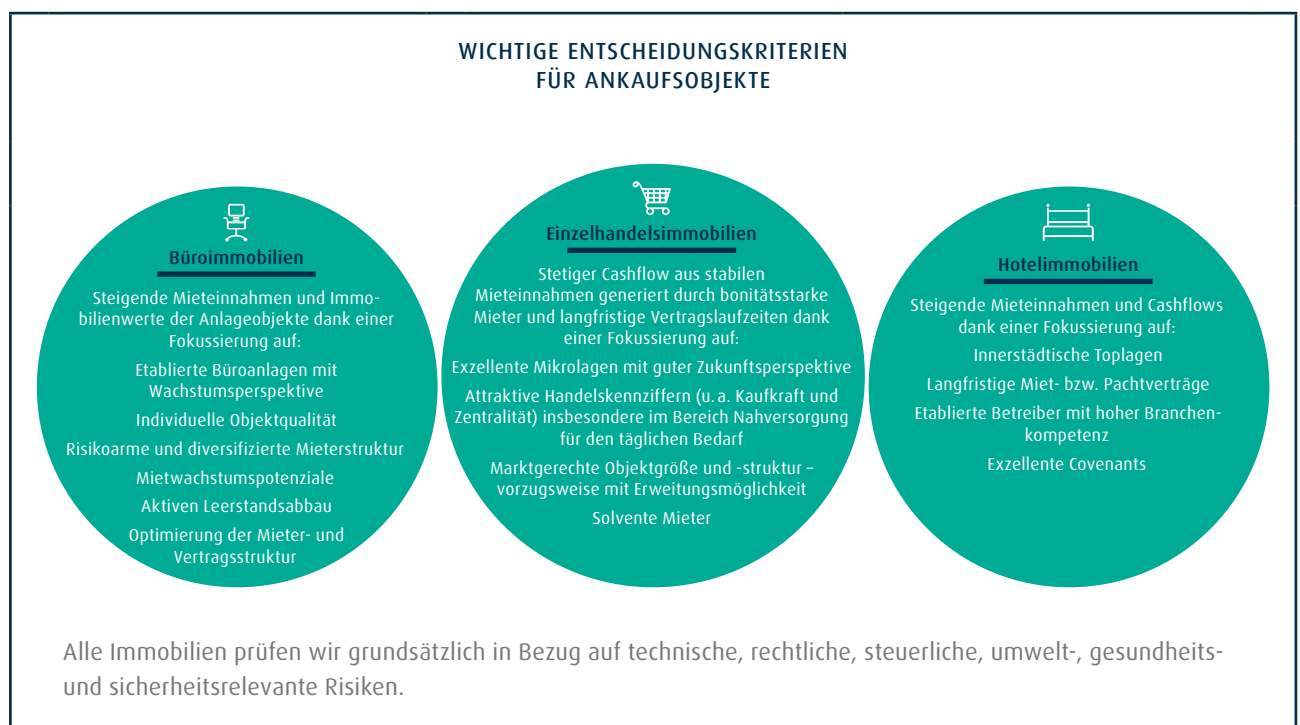 WICHTIGE ENTSCHEIDUNGSKRITERIEN
FÜR ANKAUFSOBJEKTE
Büroimmobilien
Steigende Mieteinnahmen und Immo-
bilienwerte der Anlageobjekte dank einer
Fokussierung auf:
Etablierte Büroanlagen mit
Wachstumsperspektive
Individuelle Objektqualität
Risikoarme und diversifizierte Mieterstruktur
Mietwachstumspotenziale
Aktiven Leerstandsabbau
Optimierung der Mieter- und
Vertragsstruktur
Einzelhandelsimmobilien
Stetiger Cashflow aus stabilen
Mieteinnahmen generiert durch bonitätsstarke
Mieter und langfristige Vertragslaufzeiten dank
einer Fokussierung auf:
Exzellente Mikrolagen mit guter Zukunftsperspektive
Attraktive Handelskennziffern (u. a. Kaufkraft und
Zentralität) insbesondere im Bereich Nahversorgung
für den täglichen Bedarf
Marktgerechte Objektgröße und -struktur –
vorzugsweise mit Erweitungsmöglichkeit
Solvente Mieter
Hotelimmobilien
Steigende Mieteinnahmen und Cashflows
dank einer Fokussierung auf:
Innerstädtische Toplagen
Langfristige Miet- bzw. Pachtverträge
Etablierte Betreiber mit hoher Branchen-
kompetenz
Exzellente Covenants
Alle Immobilien prüfen wir grundsätzlich in Bezug auf technische, rechtliche, steuerliche, umwelt-, gesundheits-
und sicherheitsrelevante Risiken.